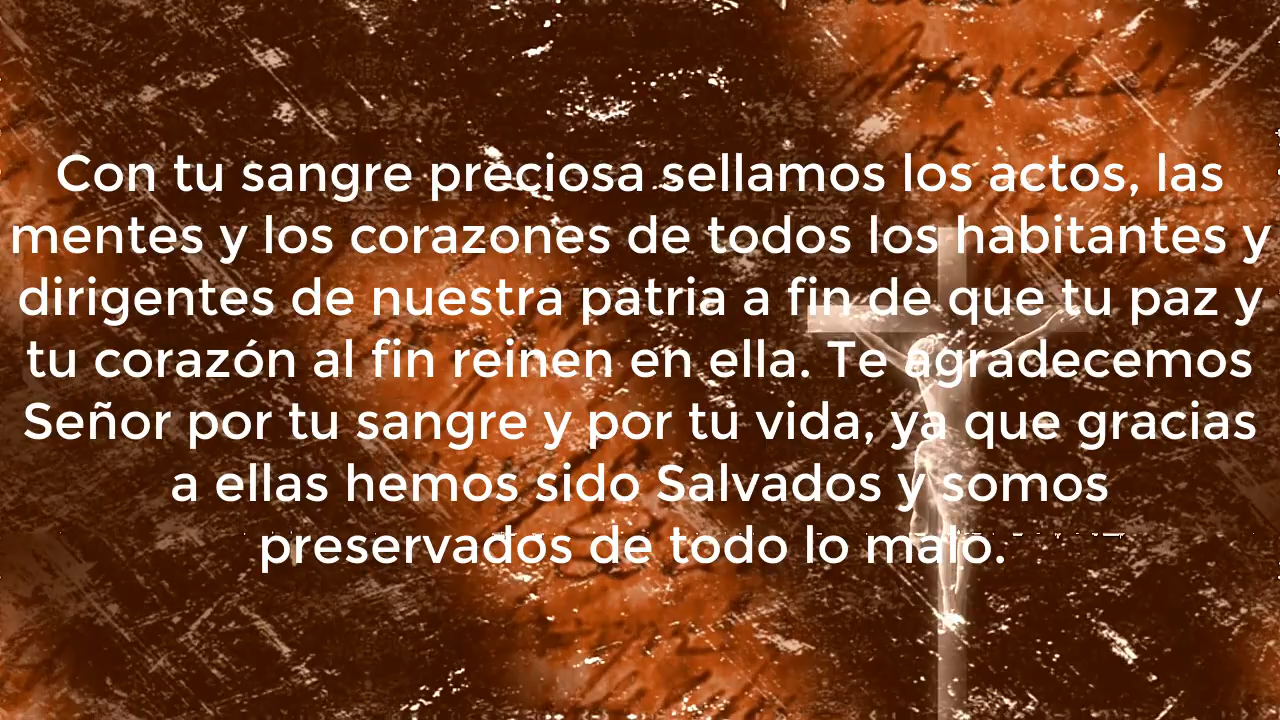 Con tu sangre preciosa sellamos los actos, las
mentes y los corazones de todos los habitantes y
dirigentes de nuestra patria a fin de que tu paz y
tu corazón al fin reinen en ella. Te agradecemos
Señor por tu sangre y por tu vida, ya que gracias
a ellas hemos sido Salvados y somos
preservados de todo lo malo.